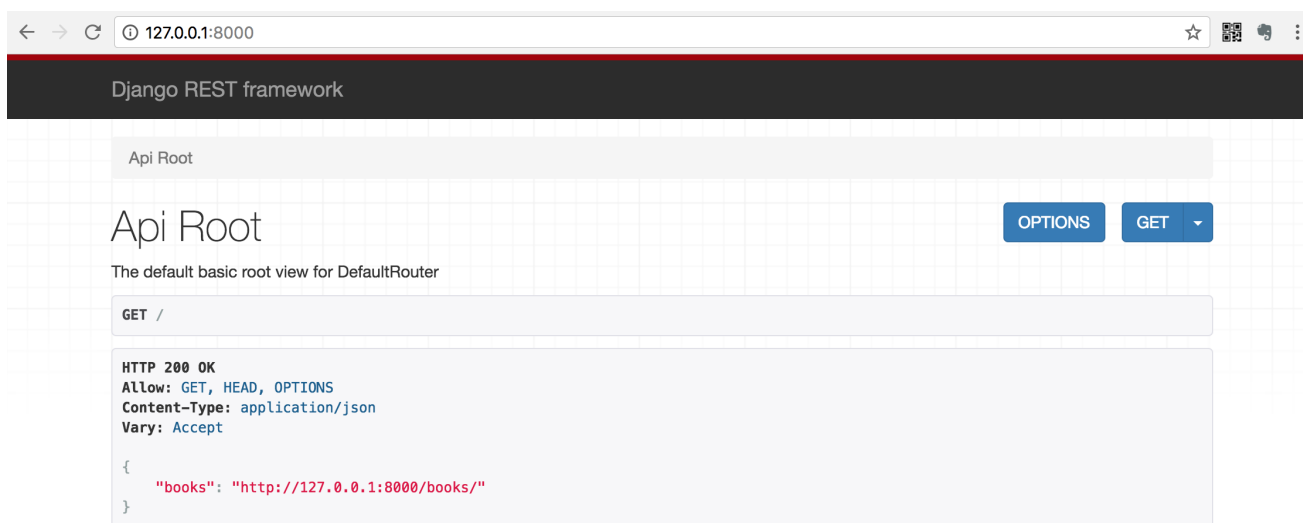 127.0.0.1:8000
Django REST framework
Api Root
Api Root
OPTIONS
GET
The default basic root view for DefaultRouter
GET /
HTTP 200 OK
Allow: GET, HEAD, OPTIONS
Content-Type: application/json
Vary: Accept
{
    "books": "http://127.0.0.1:8000/books/"
}